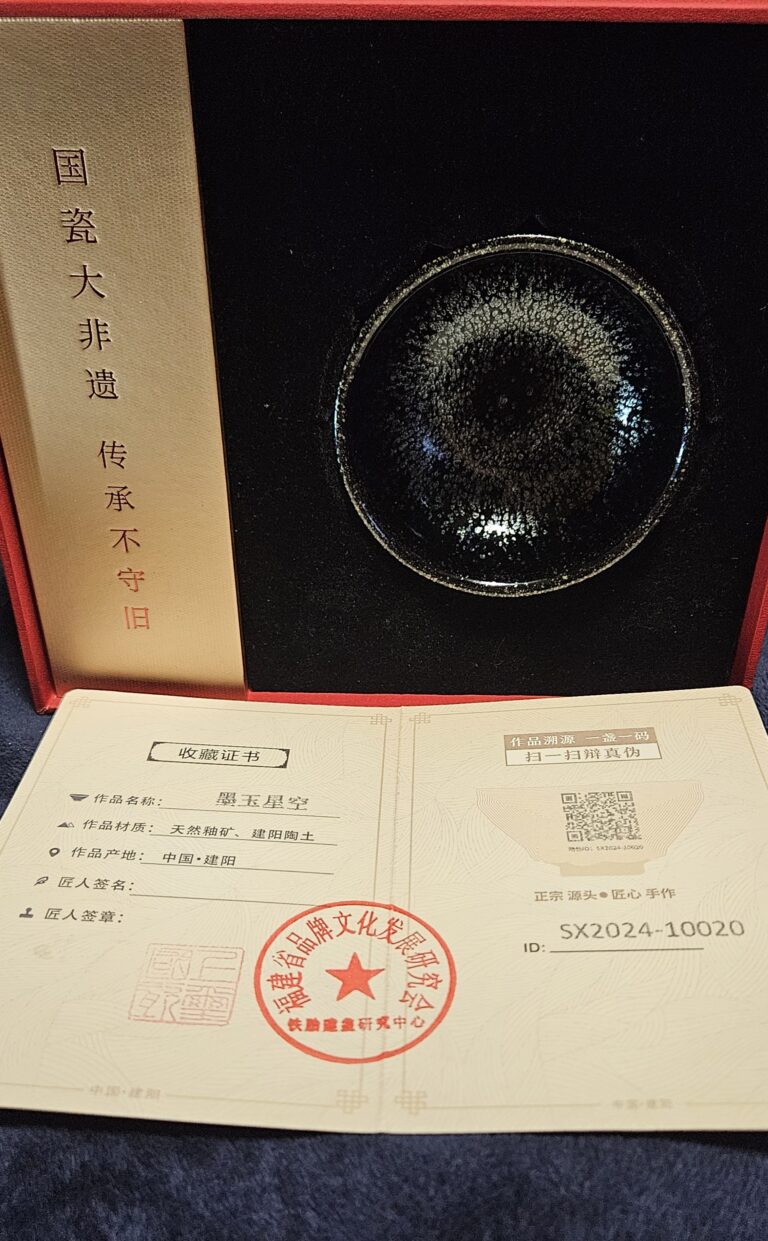 国瓷大非遗 传承不守旧
收藏证书
作品名称: 墨玉星空
作品材质: 天然釉矿、建阳陶土
作品产地: 中国·建阳
匠人签名:
匠人签章:
福建省品牌文化发展研究会
铁胎建盏研究中心
中国·建阳
作品溯源 一盏一码
扫一扫辩真伪
正宗 源头●匠心 手作
ID: SX2024-10020
中国·建阳